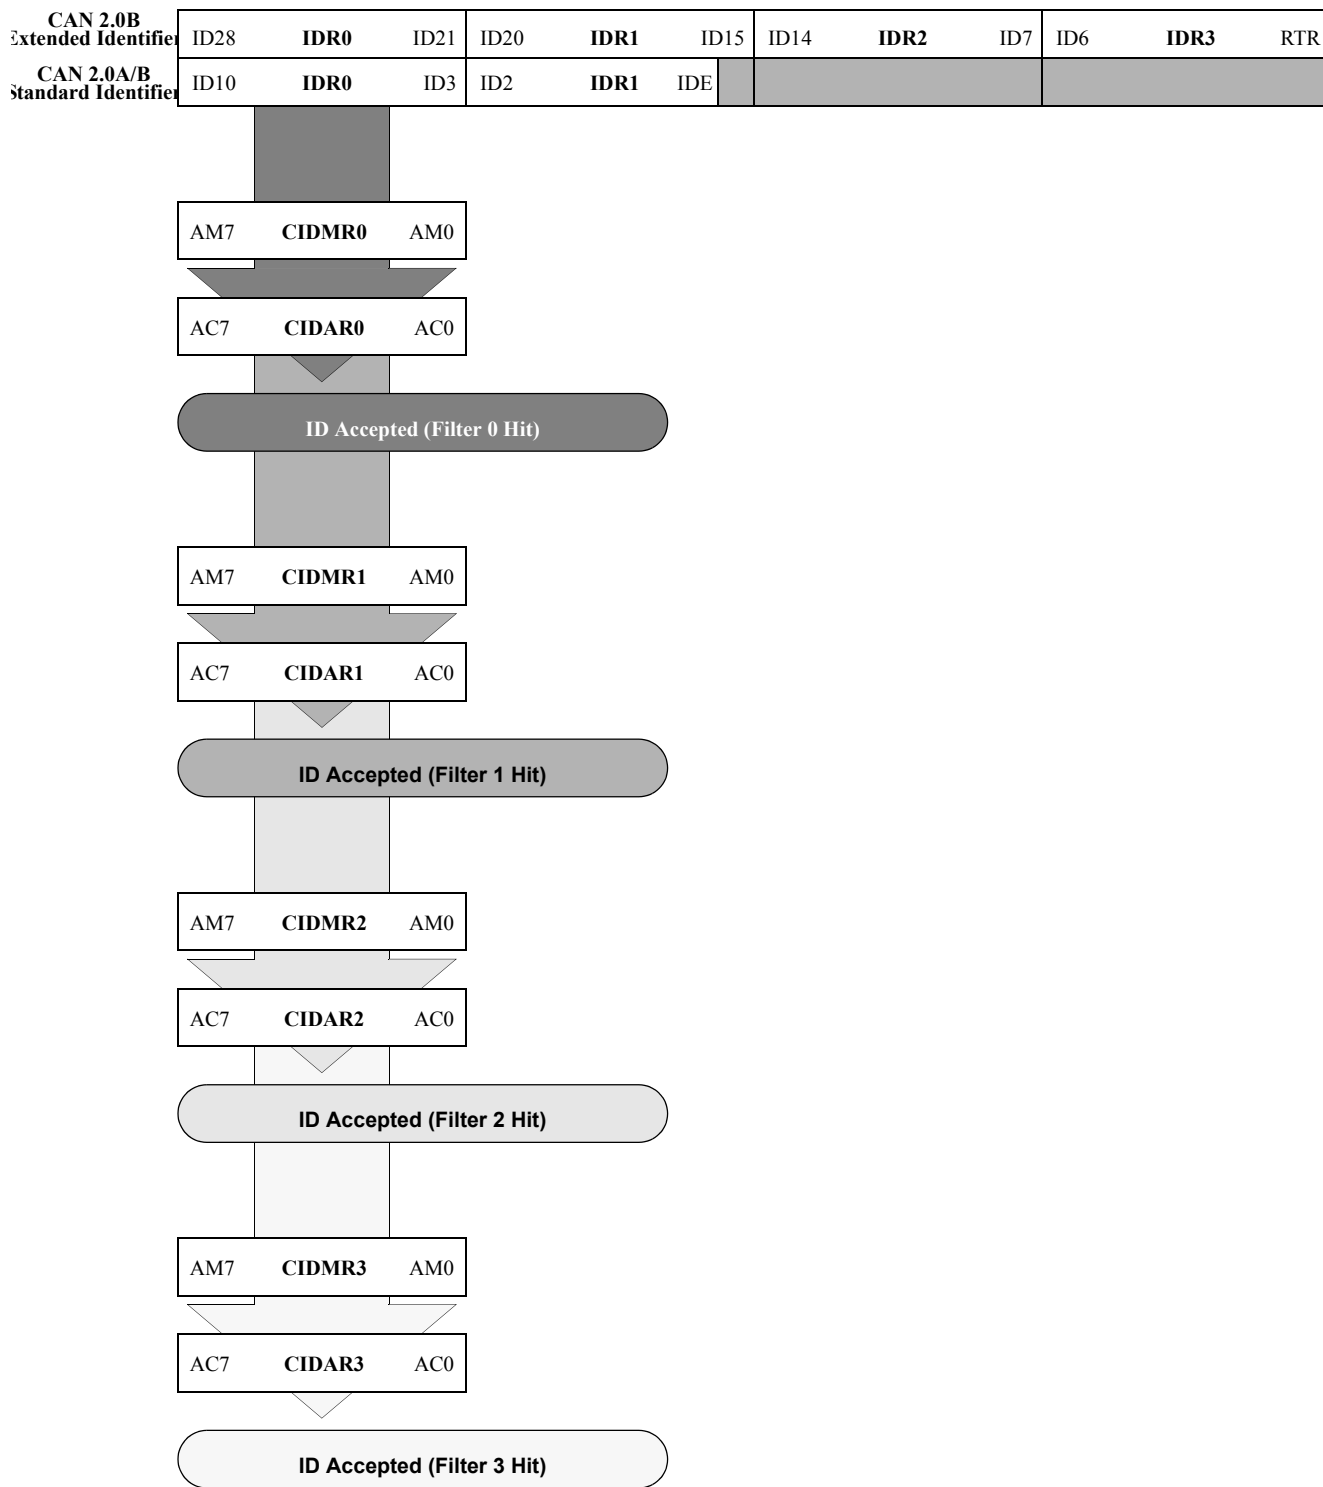 CAN 2.0B
Extended Identifier ID28 IDR0 ID21 ID20 IDR1 ID15 ID14 IDR2 ID7 ID6 IDR3 RTR
CAN 2.0A/B
Standard Identifier ID10 IDR0 ID3 ID2 IDR1 IDE
AM7 CIDMR0 AM0
AC7 CIDAR0 AC0
ID Accepted (Filter 0 Hit)
AM7 CIDMR1 AM0
AC7 CIDAR1 AC0
ID Accepted (Filter 1 Hit)
AM7 CIDMR2 AM0
AC7 CIDAR2 AC0
ID Accepted (Filter 2 Hit)
AM7 CIDMR3 AM0
AC7 CIDAR3 AC0
ID Accepted (Filter 3 Hit)